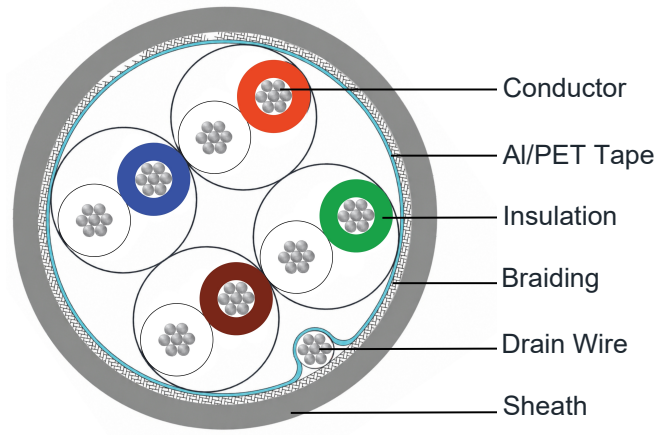 Conductor
Al/PET Tape
Insulation
Braiding
Drain Wire
Sheath